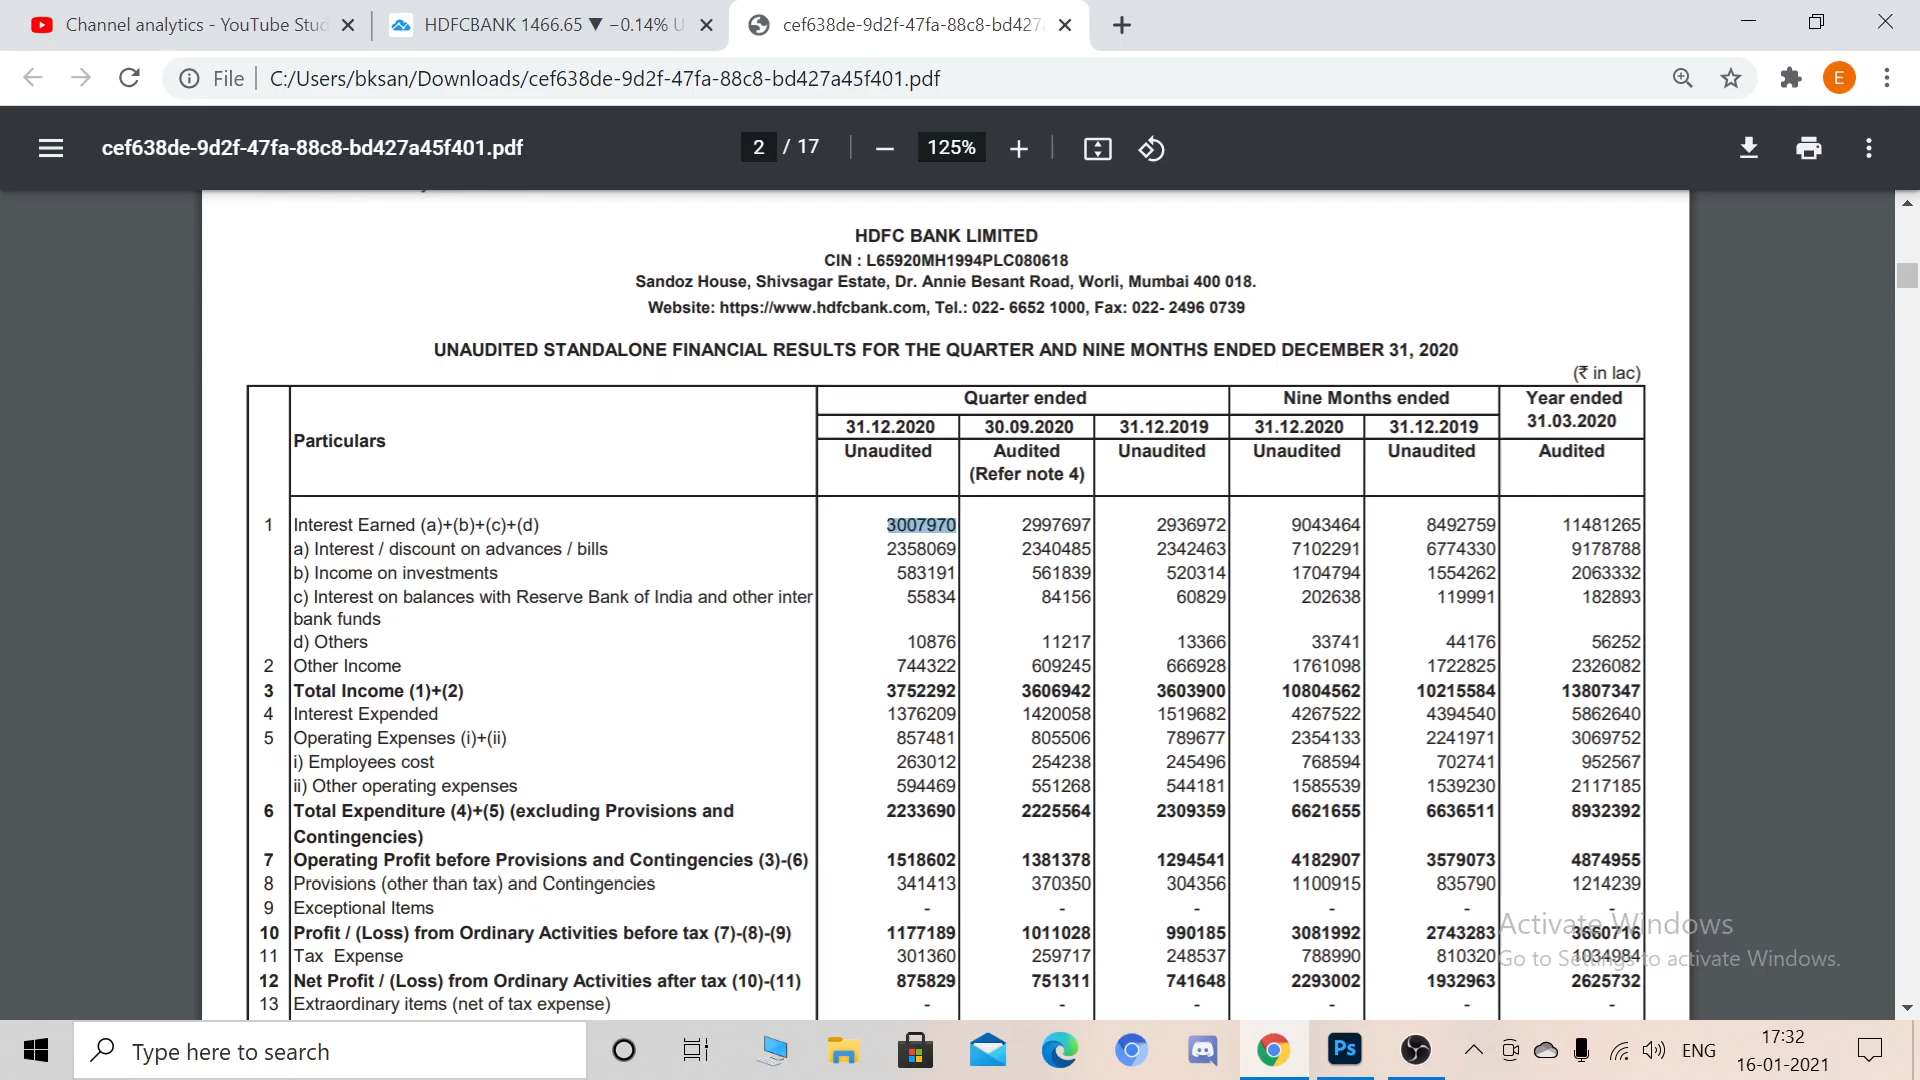 Channel analytics - YouTube Stud
HDFCBANK 1466.65 ▼ −0.14% U
cef638de-9d2f-47fa-88c8-bd427a
File
C:/Users/bksan/Downloads/cef638de-9d2f-47fa-88c8-bd427a45f401.pdf
E
cef638de-9d2f-47fa-88c8-bd427a45f401.pdf
2 / 17
125%
HDFC BANK LIMITED
CIN : L65920MH1994PLC080618
Sandoz House, Shivsagar Estate, Dr. Annie Besant Road, Worli, Mumbai 400 018.
Website: https://www.hdfcbank.com, Tel.: 022- 6652 1000, Fax: 022- 2496 0739
UNAUDITED STANDALONE FINANCIAL RESULTS FOR THE QUARTER AND NINE MONTHS ENDED DECEMBER 31, 2020
(₹ in lac)
Particulars Quarter ended Nine Months ended Year ended
31.12.2020 30.09.2020 31.12.2019 31.12.2020 31.12.2019 31.03.2020
Unaudited Audited Unaudited Unaudited Unaudited Audited
(Refer note 4)
1 Interest Earned (a)+(b)+(c)+(d) 3007970 2997697 2936972 9043464 8492759 11481265
a) Interest / discount on advances / bills 2358069 2340485 2342463 7102291 6774330 9178788
b) Income on investments 583191 561839 520314 1704794 1554262 2063332
c) Interest on balances with Reserve Bank of India and other inter 55834 84156 60829 202638 119991 182893
bank funds
d) Others 10876 11217 13366 33741 44176 56252
2 Other Income 744322 609245 666928 1761098 1722825 2326082
3 Total Income (1)+(2) 3752292 3606942 3603900 10804562 10215584 13807347
4 Interest Expended 1376209 1420058 1519682 4267522 4394540 5862640
5 Operating Expenses (i)+(ii) 857481 805506 789677 2354133 2241971 3069752
i) Employees cost 263012 254238 245496 768594 702741 952567
ii) Other operating expenses 594469 551268 544181 1585539 1539230 2117185
6 Total Expenditure (4)+(5) (excluding Provisions and 2233690 2225564 2309359 6621655 6636511 8932392
Contingencies)
7 Operating Profit before Provisions and Contingencies (3)-(6) 1518602 1381378 1294541 4182907 3579073 4874955
8 Provisions (other than tax) and Contingencies 341413 370350 304356 1100915 835790 1214239
9 Exceptional Items - - - - - -
10 Profit / (Loss) from Ordinary Activities before tax (7)-(8)-(9) 1177189 1011028 990185 3081992 2743283 3660716
11 Tax Expense 301360 259717 248537 788990 810320 1034984
12 Net Profit / (Loss) from Ordinary Activities after tax (10)-(11) 875829 751311 741648 2293002 1932963 2625732
13 Extraordinary items (net of tax expense) - - - - - -
Activate Windows
Go to Settings to activate Windows.
Type here to search
Ps
ENG
17:32
16-01-2021